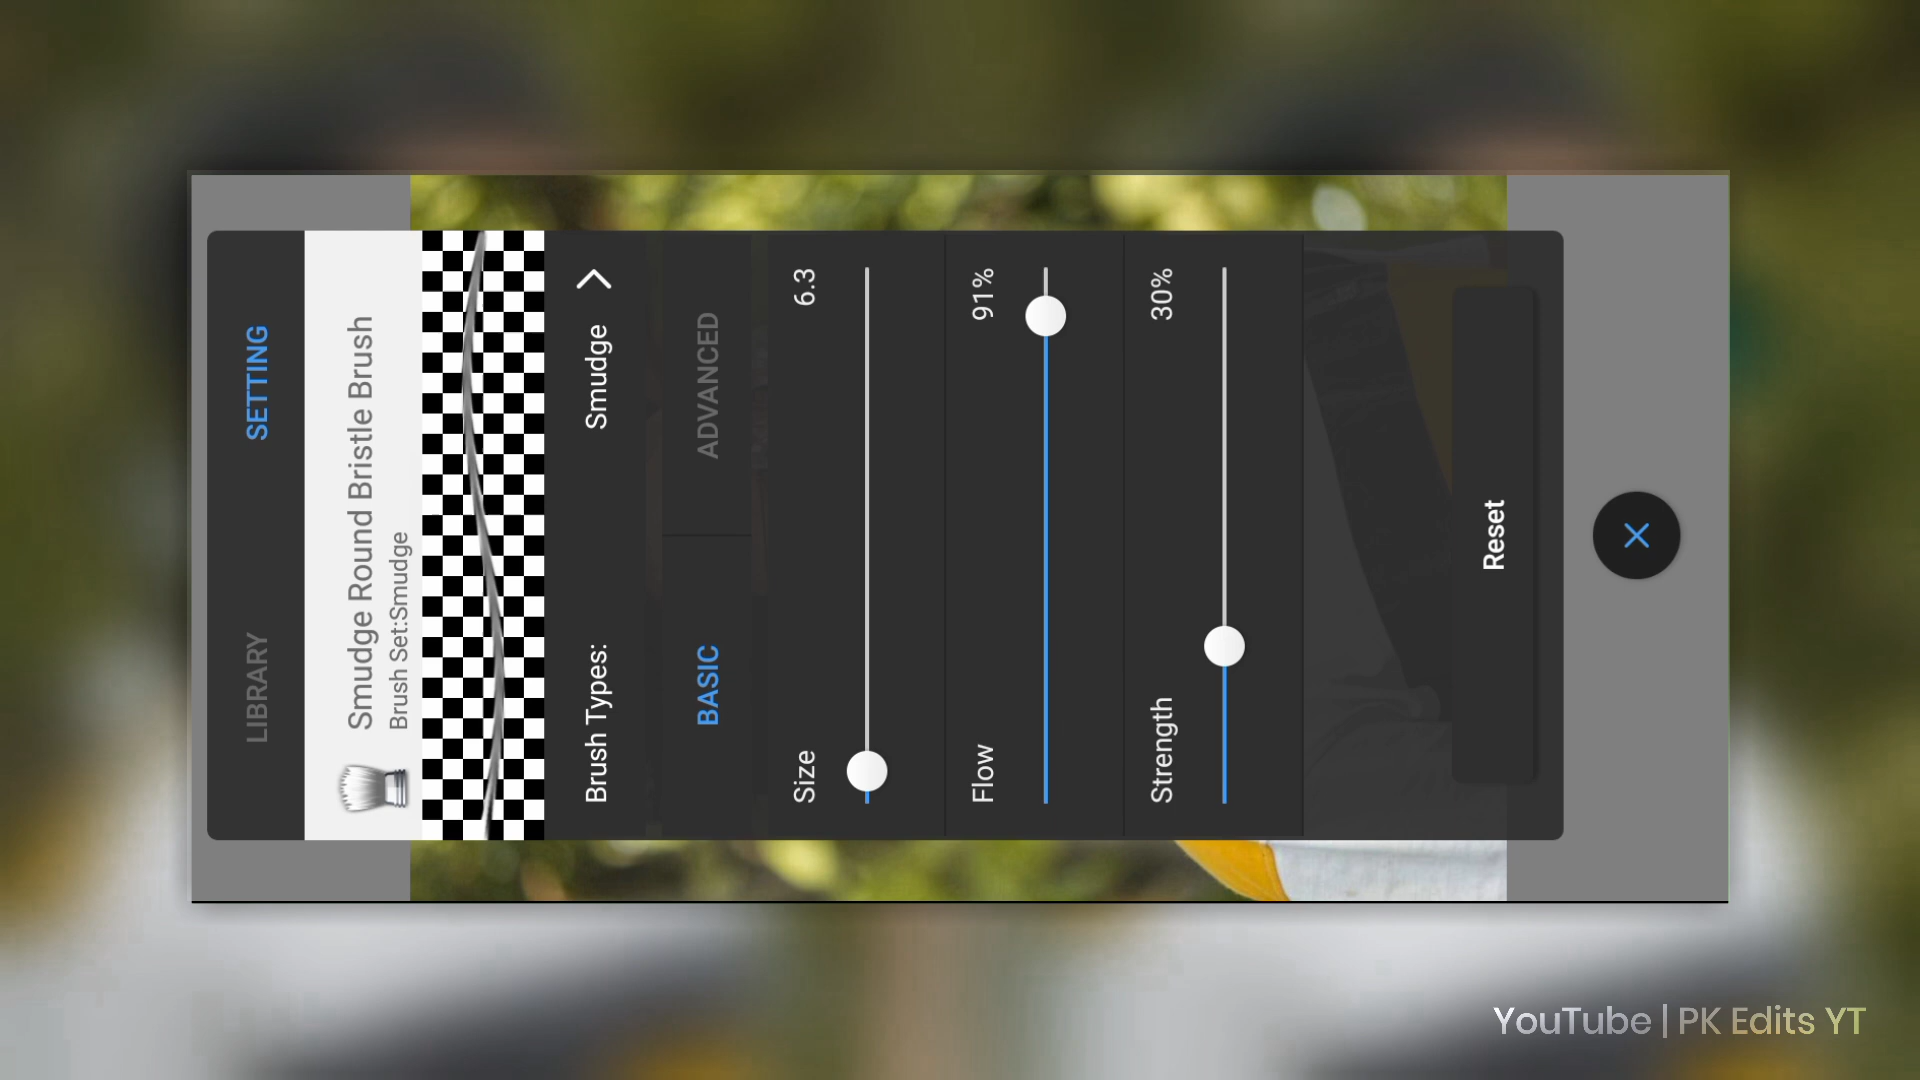 LIBRARY SETTING
Smudge Round Bristle Brush
Brush Set:Smudge
Brush Types: Smudge
BASIC ADVANCED
Size 6.3
Flow 91%
Strength 30%
Reset
YouTube | PK Edits YT